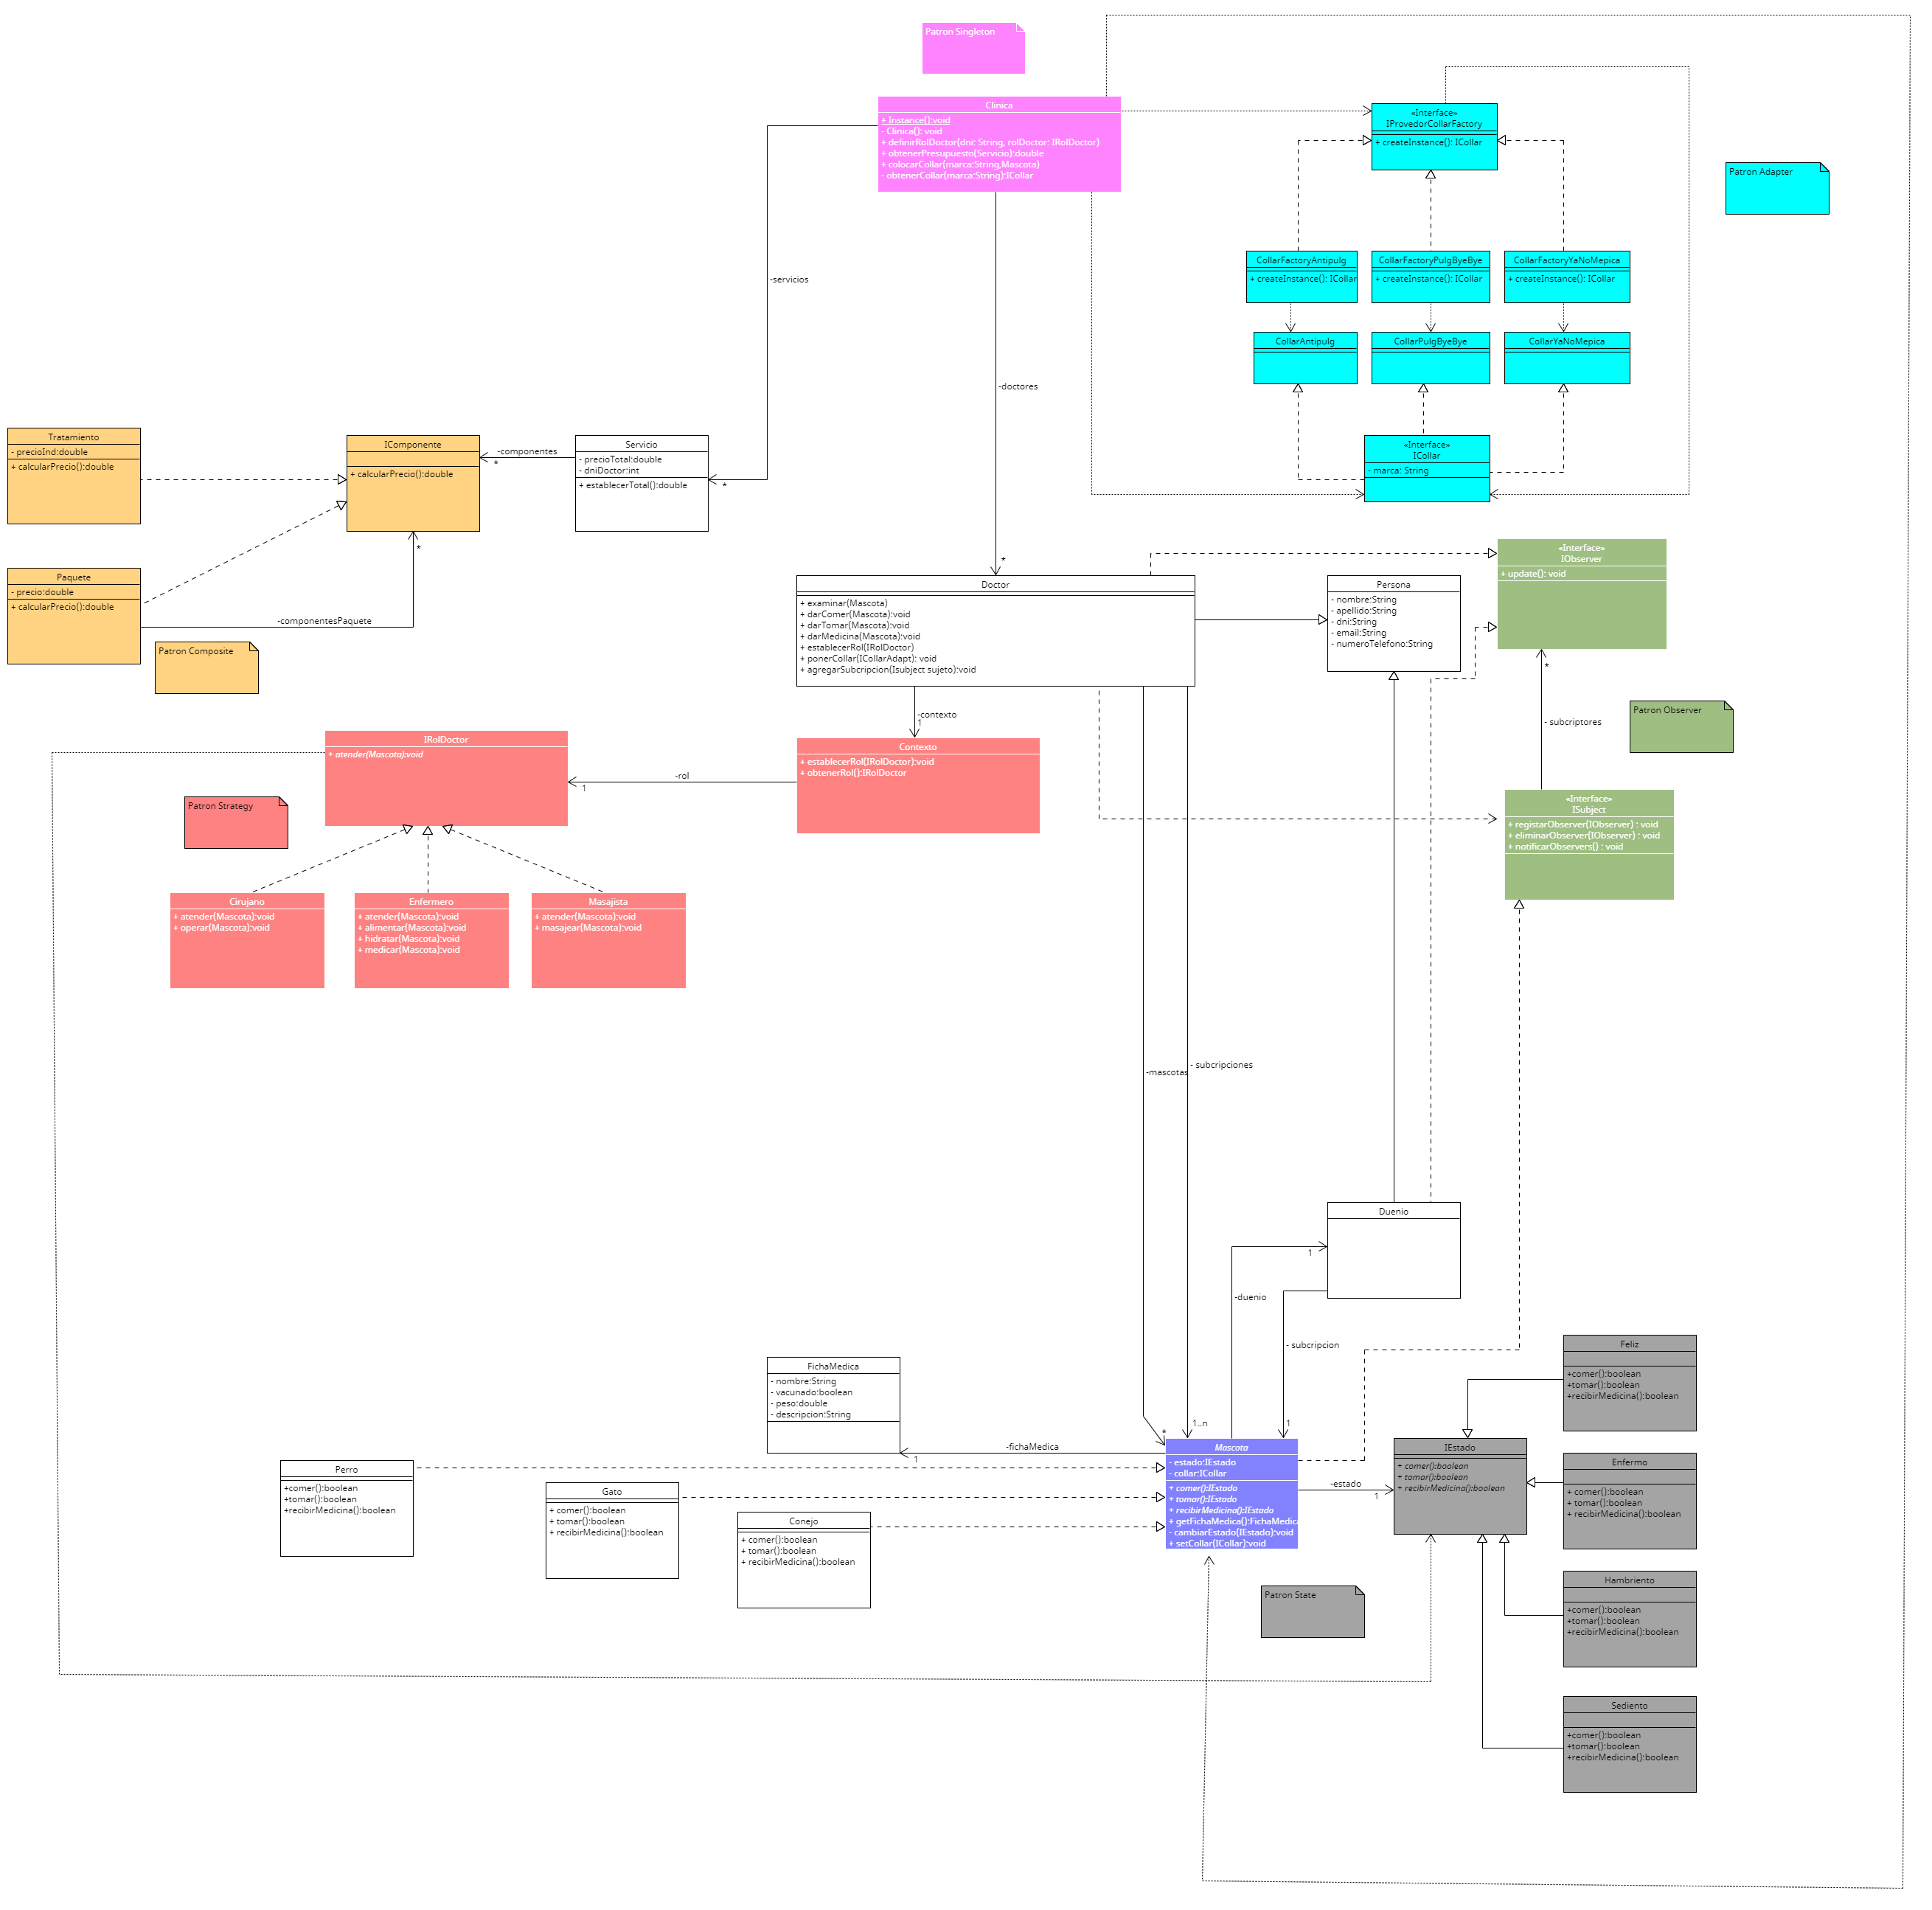 Patron Singleton
Clinica
+ Instance():void
- Clinica(): void
+ definirRolDoctor(dni: String, rolDoctor: IRolDoctor)
+ obtenerPresupuesto(Servicio):double
+ colocarCollar(marca:String,Mascota)
- obtenerCollar(marca:String):ICollar
«Interface»
IProvedorCollarFactory
+ createInstance(): ICollar
Patron Adapter
CollarFactoryAntipulg
+ createInstance(): ICollar
CollarFactoryPulgByeBye
+ createInstance(): ICollar
CollarFactoryYaNoMepica
+ createInstance(): ICollar
CollarAntipulg
CollarPulgByeBye
CollarYaNoMepica
«Interface»
ICollar
- marca: String
-servicios
-doctores
*
*
Tratamiento
- precioInd:double
+ calcularPrecio():double
IComponente
+ calcularPrecio():double
-componentes
*
Servicio
- precioTotal:double
- dniDoctor:int
+ establecerTotal():double
Paquete
- precio:double
+ calcularPrecio():double
-componentesPaquete
*
Patron Composite
Doctor
+ examinar(Mascota)
+ darComer(Mascota):void
+ darTomar(Mascota):void
+ darMedicina(Mascota):void
+ establecerRol(IRolDoctor)
+ ponerCollar(ICollarAdapt): void
+ agregarSubcripcion(Isubject sujeto):void
Persona
- nombre:String
- apellido:String
- dni:String
- email:String
- numeroTelefono:String
«Interface»
IObserver
+ update(): void
*
- subcriptores
Patron Observer
-contexto
1
IRolDoctor
+ atender(Mascota):void
-rol
1
Contexto
+ establecerRol(IRolDoctor):void
+ obtenerRol():IRolDoctor
Patron Strategy
«Interface»
ISubject
+ registarObserver(IObserver) : void
+ eliminarObserver(IObserver) : void
+ notificarObservers() : void
Cirujano
+ atender(Mascota):void
+ operar(Mascota):void
Enfermero
+ atender(Mascota):void
+ alimentar(Mascota):void
+ hidratar(Mascota):void
+ medicar(Mascota):void
Masajista
+ atender(Mascota):void
+ masajear(Mascota):void
-mascotas
- subcripciones
Duenio
1
-duenio
- subcripcion
1
1..n
*
1
FichaMedica
- nombre:String
- vacunado:boolean
- peso:double
- descripcion:String
-fichaMedica
1
Perro
+comer():boolean
+tomar():boolean
+recibirMedicina():boolean
Gato
+ comer():boolean
+ tomar():boolean
+ recibirMedicina():boolean
Conejo
+ comer():boolean
+ tomar():boolean
+ recibirMedicina():boolean
Mascota
- estado:IEstado
- collar:ICollar
+ comer():IEstado
+ tomar():IEstado
+ recibirMedicina():IEstado
+ getFichaMedica():FichaMedica
- cambiarEstado(IEstado):void
+ setCollar(ICollar):void
-estado
1
IEstado
+ comer():boolean
+ tomar():boolean
+ recibirMedicina():boolean
Feliz
+comer():boolean
+tomar():boolean
+recibirMedicina():boolean
Enfermo
+ comer():boolean
+ tomar():boolean
+ recibirMedicina():boolean
Patron State
Hambriento
+comer():boolean
+tomar():boolean
+recibirMedicina():boolean
Sediento
+comer():boolean
+tomar():boolean
+recibirMedicina():boolean